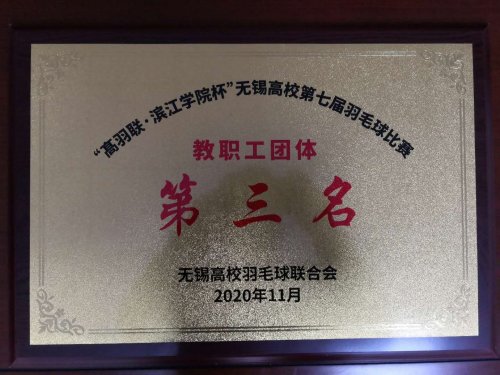 “高羽联·滨江学院杯”无锡高校第七届羽毛球比赛
教职工团体
第三名
无锡高校羽毛球联合会
2020年11月